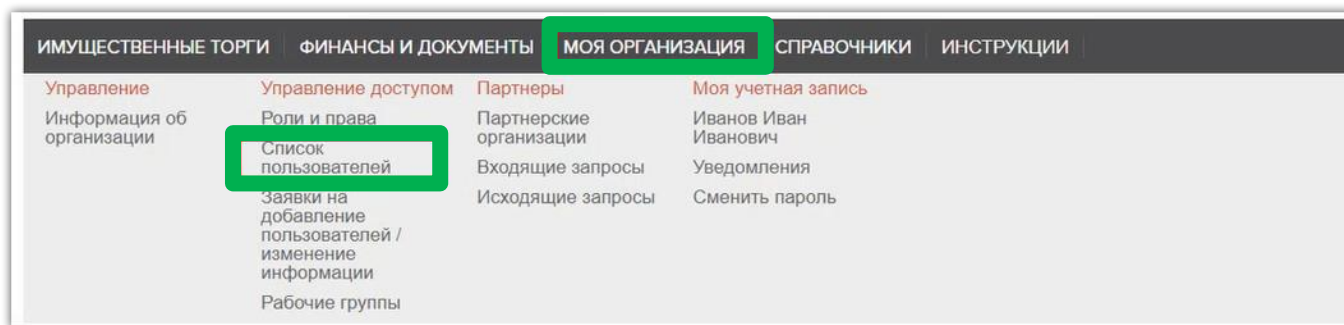 ИМУЩЕСТВЕННЫЕ ТОРГИ ФИНАНСЫ И ДОКУМЕНТЫ МОЯ ОРГАНИЗАЦИЯ СПРАВОЧНИКИ ИНСТРУКЦИИ
Управление
Информация об
организации
Управление доступом
Роли и права
Список
пользователей
Заявки на
добавление
пользователей /
изменение
информации
Рабочие группы
Партнеры
Партнерские
организации
Входящие запросы
Исходящие запросы
Моя учетная запись
Иванов Иван
Иванович
Уведомления
Сменить пароль